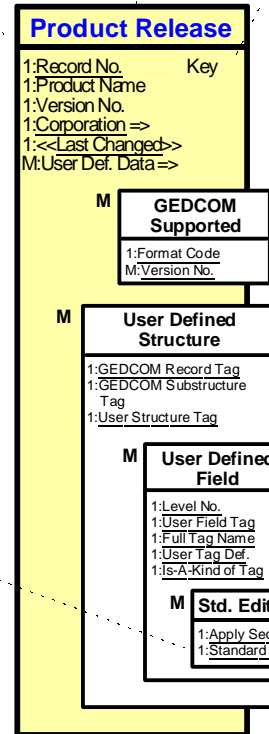 Product Release
1:Record No. Key
1:Product Name
1:Version No.
1:Corporation =>
1:<<Last Changed>>
M:User Def. Data=>
M
GEDCOM
Supported
1:Format Code
M:Version No.
M
User Defined
Structure
1:GEDCOM Record Tag
1:GEDCOM Substructure
Tag
1:User Structure Tag
M
User Defined
Field
1:Level No.
1:User Field Tag
1:Full Tag Name
1:User Tag Def.
1:Is-A-Kind of Tag
M
Std. Edit
1:Apply Sec
1:Standard